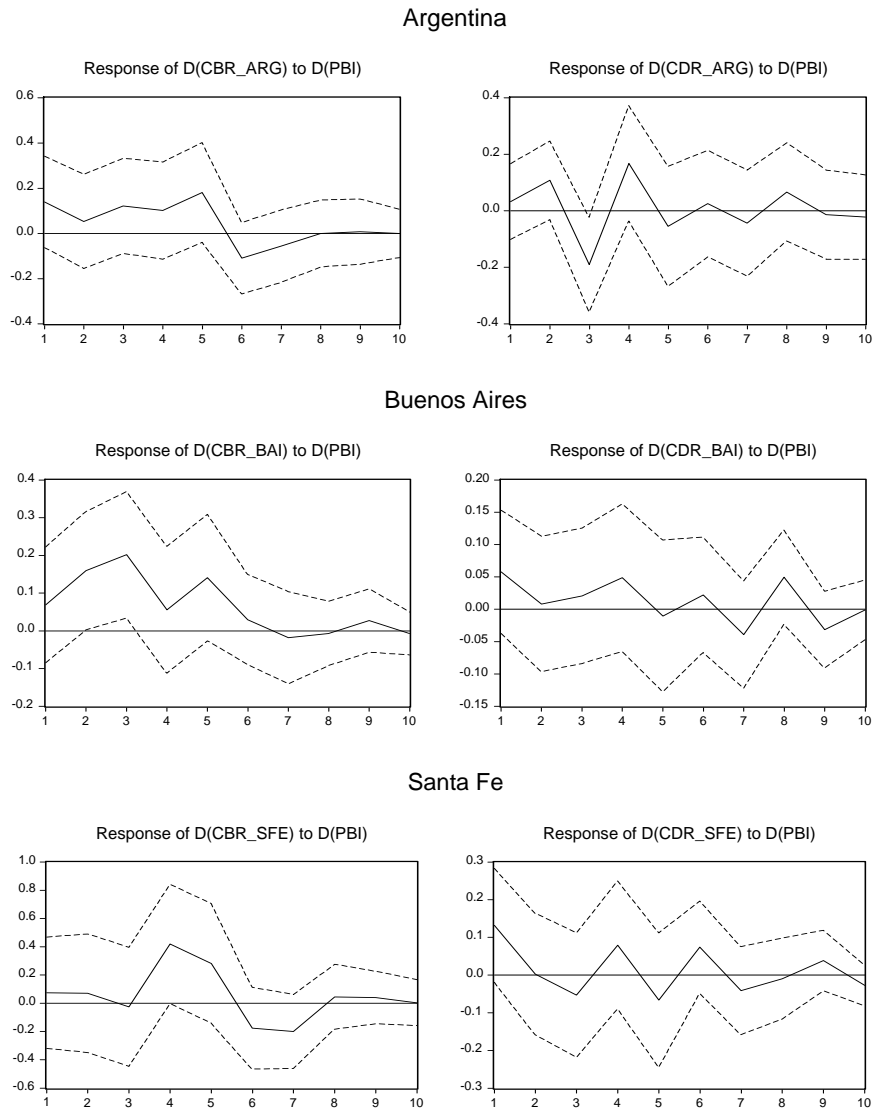 Argentina
Response of D(CBR_ARG) to D(PBI)
0.6
0.4
0.2
0.0
-0.2
-0.4
1 2 3 4 5 6 7 8 9 10
Response of D(CDR_ARG) to D(PBI)
0.4
0.2
0.0
-0.2
-0.4
1 2 3 4 5 6 7 8 9 10
Buenos Aires
Response of D(CBR_BAI) to D(PBI)
0.4
0.3
0.2
0.1
0.0
-0.1
-0.2
1 2 3 4 5 6 7 8 9 10
Response of D(CDR_BAI) to D(PBI)
0.20
0.15
0.10
0.05
0.00
-0.05
-0.10
-0.15
1 2 3 4 5 6 7 8 9 10
Santa Fe
Response of D(CBR_SFE) to D(PBI)
1.0
0.8
0.6
0.4
0.2
0.0
-0.2
-0.4
-0.6
1 2 3 4 5 6 7 8 9 10
Response of D(CDR_SFE) to D(PBI)
0.3
0.2
0.1
0.0
-0.1
-0.2
-0.3
1 2 3 4 5 6 7 8 9 10